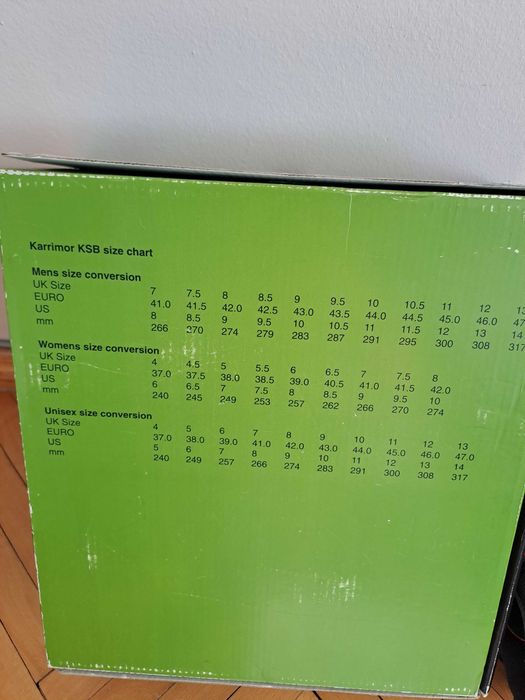 Karrimor KSB size chart
Mens size conversion
UK Size 7 7.5 8 8.5 9 9.5 10 10.5 11 12
EURO 41.0 41.5 42.0 42.5 43.0 43.5 44.0 44.5 45.0 46.0
US 8 8.5 9 9.5 10 10.5 11 11.5 12 13 14
mm 266 270 274 279 283 287 291 295 300 308 317
Womens size conversion
UK Size 4 4.5 5 5.5 6 6.5 7 7.5 8
EURO 37.0 37.5 38.0 38.5 39.0 40.5 41.0 41.5 42.0
US 6 6.5 7 7.5 8 8.5 9 9.5 10
mm 240 245 249 253 257 262 266 270 274
Unisex size conversion
UK Size 4 5 6 7 8 9 10 11 12 13
EURO 37.0 38.0 39.0 41.0 42.0 43.0 44.0 45.0 46.0 47.0
US 5 6 7 8 9 10 11 12 13 14
mm 240 249 257 266 274 283 291 300 308 317